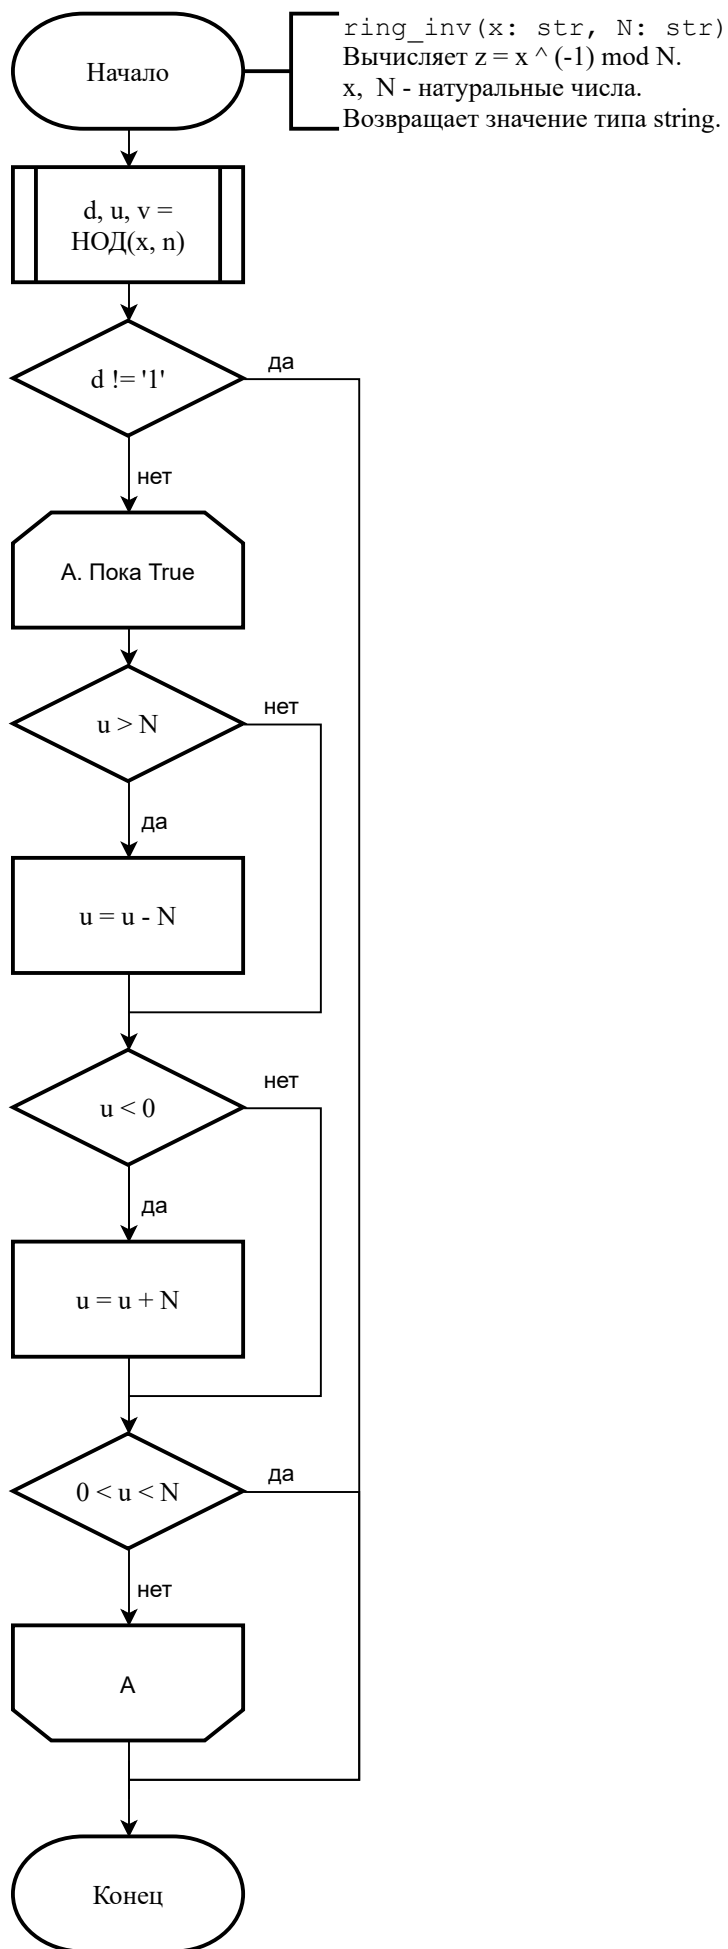 Начало
ring_inv(x: str, N: str)
Вычисляет z = x ^ (-1) mod N.
x, N - натуральные числа.
Возвращает значение типа string.
d, u, v =
НОД(x, n)
d != '1'
да
нет
А. Пока True
u > N
нет
да
u = u - N
u < 0
нет
да
u = u + N
0 < u < N
да
нет
А
Конец